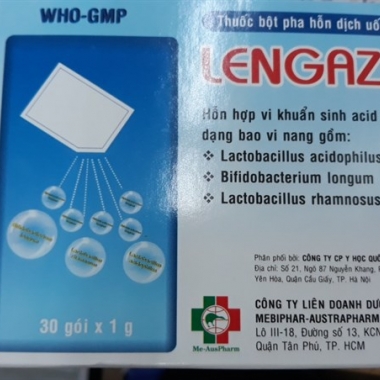 WHO-GMP
30 gói x 1 g
Thuốc bột pha hỗn dịch uố
LENGAZ
Hỗn hợp vi khuẩn sinh acid
dạng bao vi nang gồm:
❖ Lactobacillus acidophilus
❖ Bifidobacterium longum
❖ Lactobacillus rhamnosus
Phân phối bởi: CÔNG TY CP Y HỌC QUỐ
Địa chỉ: Số 21, Ngõ 87 Nguyễn Khang,
Yên Hòa, Quận Cầu Giấy, TP. Hà Nội
Me-AusPharm
CÔNG TY LIÊN DOANH DƯ
MEBIPHAR-AUSTRAPHARM
Lô III-18, Đường số 13, KCN
Quận Tân Phú, TP. HCM